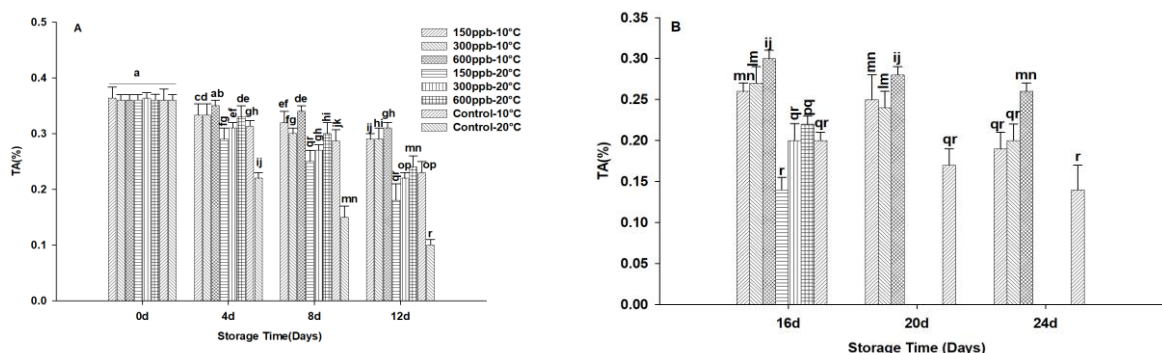 A
0.5
0.4
0.3
0.2
0.1
0.0
TA(%)
a
cd
ab
fg
ef
de
gh
ij
ef
fg
de
qr
gh
hi
jk
mn
ij
hi
gh
qr
op
mn
op
r
0d
4d
8d
12d
Storage Time(Days)
150ppb-10°C
300ppb-10°C
600ppb-10°C
150ppb-20°C
300ppb-20°C
600ppb-20°C
Control-10°C
Control-20°C
B
0.35
0.30
0.25
0.20
0.15
0.10
0.05
0.00
TA(%)
mn
lm
ij
r
qr
pq
qr
mn
lm
ij
qr
qr
qr
mn
r
16d
20d
24d
Storage Time (Days)